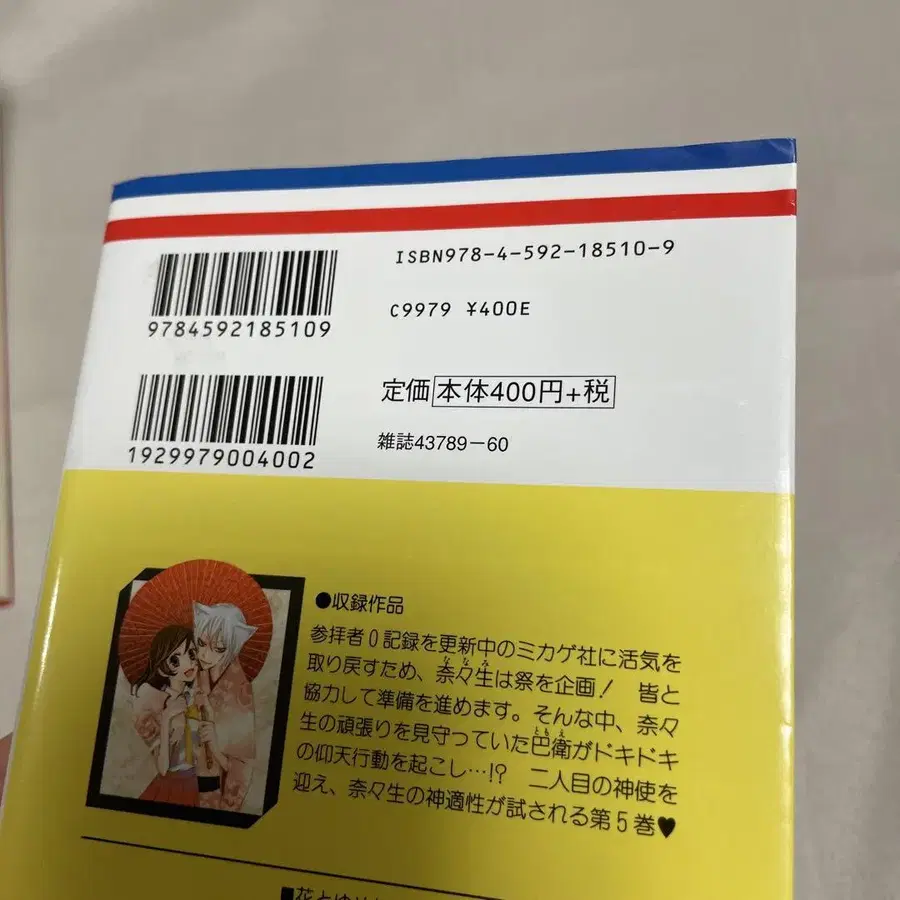 ISBN978-4-592-18510-9
9784592185109
C9979 ¥400E
定価 本体400円+税
1929979004002
雑誌43789-60
●収録作品
参拝者0記録を更新中のミカゲ社に活気を
取り戻すため、奈々生は祭を企画! 皆と
協力して準備を進めます。そんな中、奈々
生の頑張りを見守っていた巴衛がドキドキ
の仰天行動を起こし…!? 二人目の神使を
迎え、奈々生の神適性が試される第5巻♥
■花とゆめ